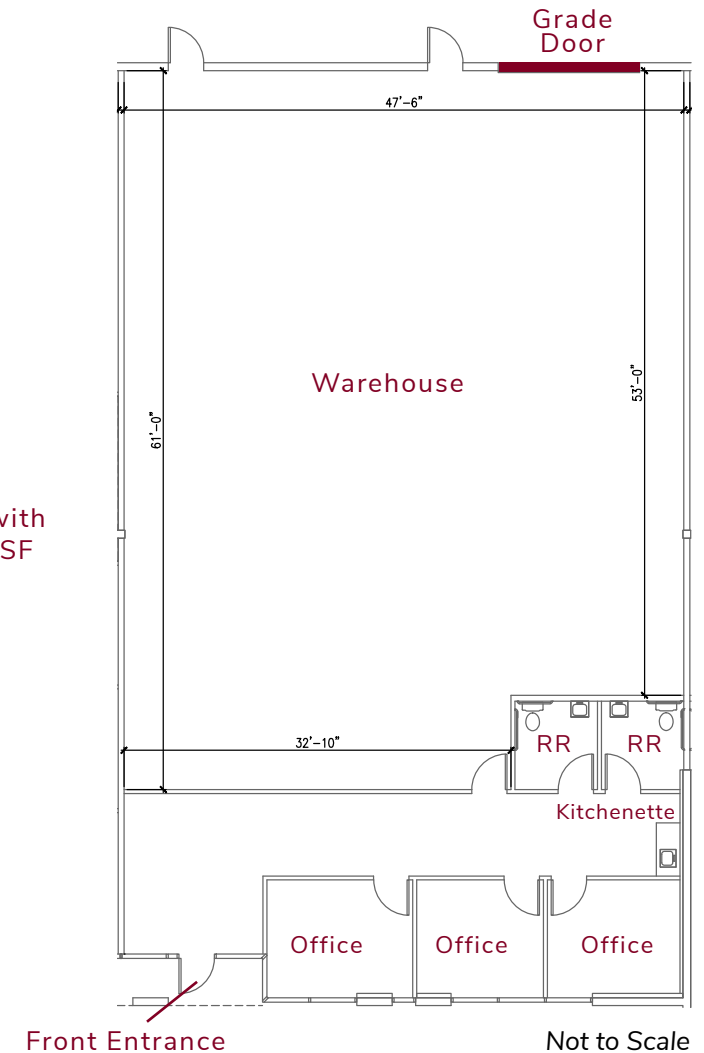 Grade
Door
47'-6"
Warehouse
53'-0"
61'-0"
with
SF
32'-10"
RR
RR
Kitchenette
Office
Office
Office
Front Entrance
Not to Scale